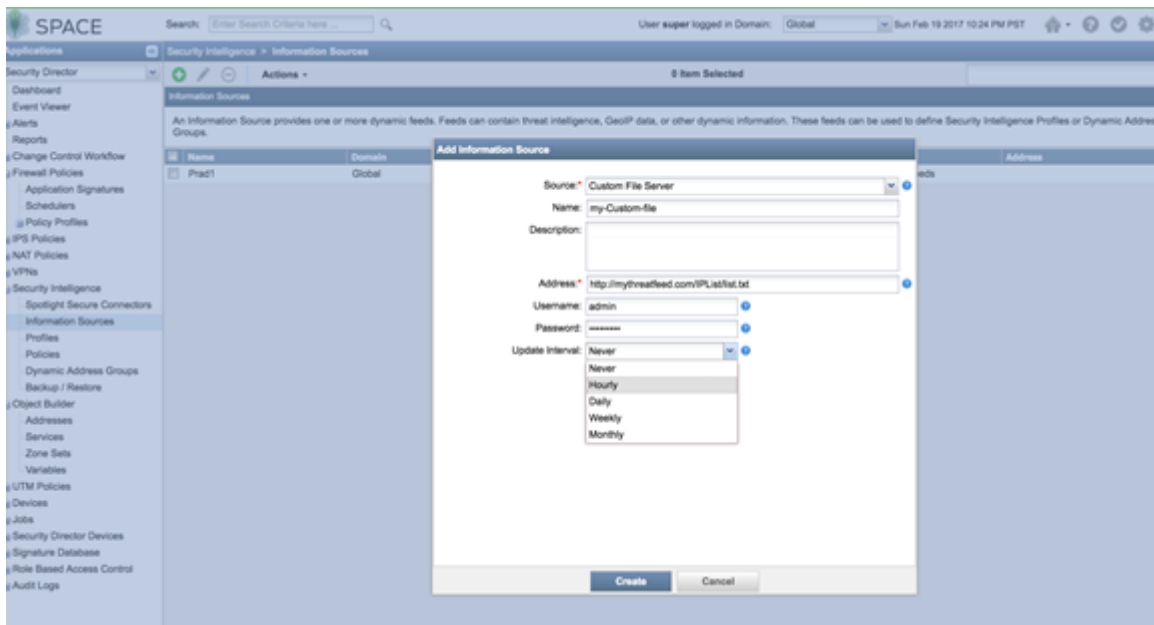 SPACE
Search: Enter Search Criteria here ...
User super logged in Domain: Global
Sun Feb 19 2017 10:24 PM PST
Applications
Security Intelligence > Information Sources
Security Director
Actions
0 Item Selected
Dashboard
Event Viewer
Alerts
Reports
Change Control Workflow
Firewall Policies
Application Signatures
Schedulers
Policy Profiles
IPS Policies
NAT Policies
VPNs
Security Intelligence
Spotlight Secure Connectors
Information Sources
Profiles
Policies
Dynamic Address Groups
Backup / Restore
Object Builder
Addresses
Services
Zone Sets
Variables
UTM Policies
Devices
Jobs
Security Director Devices
Signature Database
Role Based Access Control
Audit Logs
Information Sources
An Information Source provides one or more dynamic feeds. Feeds can contain threat intelligence, GeoIP data, or other dynamic information. These feeds can be used to define Security Intelligence Profiles or Dynamic Addres
Groups.
Name Domain Address
Prad1 Global eds
Add Information Source
Source:* Custom File Server
Name: my-Custom-file
Description:
Address:* http://mythreatfeed.com/IPList/list.txt
Username: admin
Password:
Update Interval: Never
Never
Hourly
Daily
Weekly
Monthly
Create Cancel